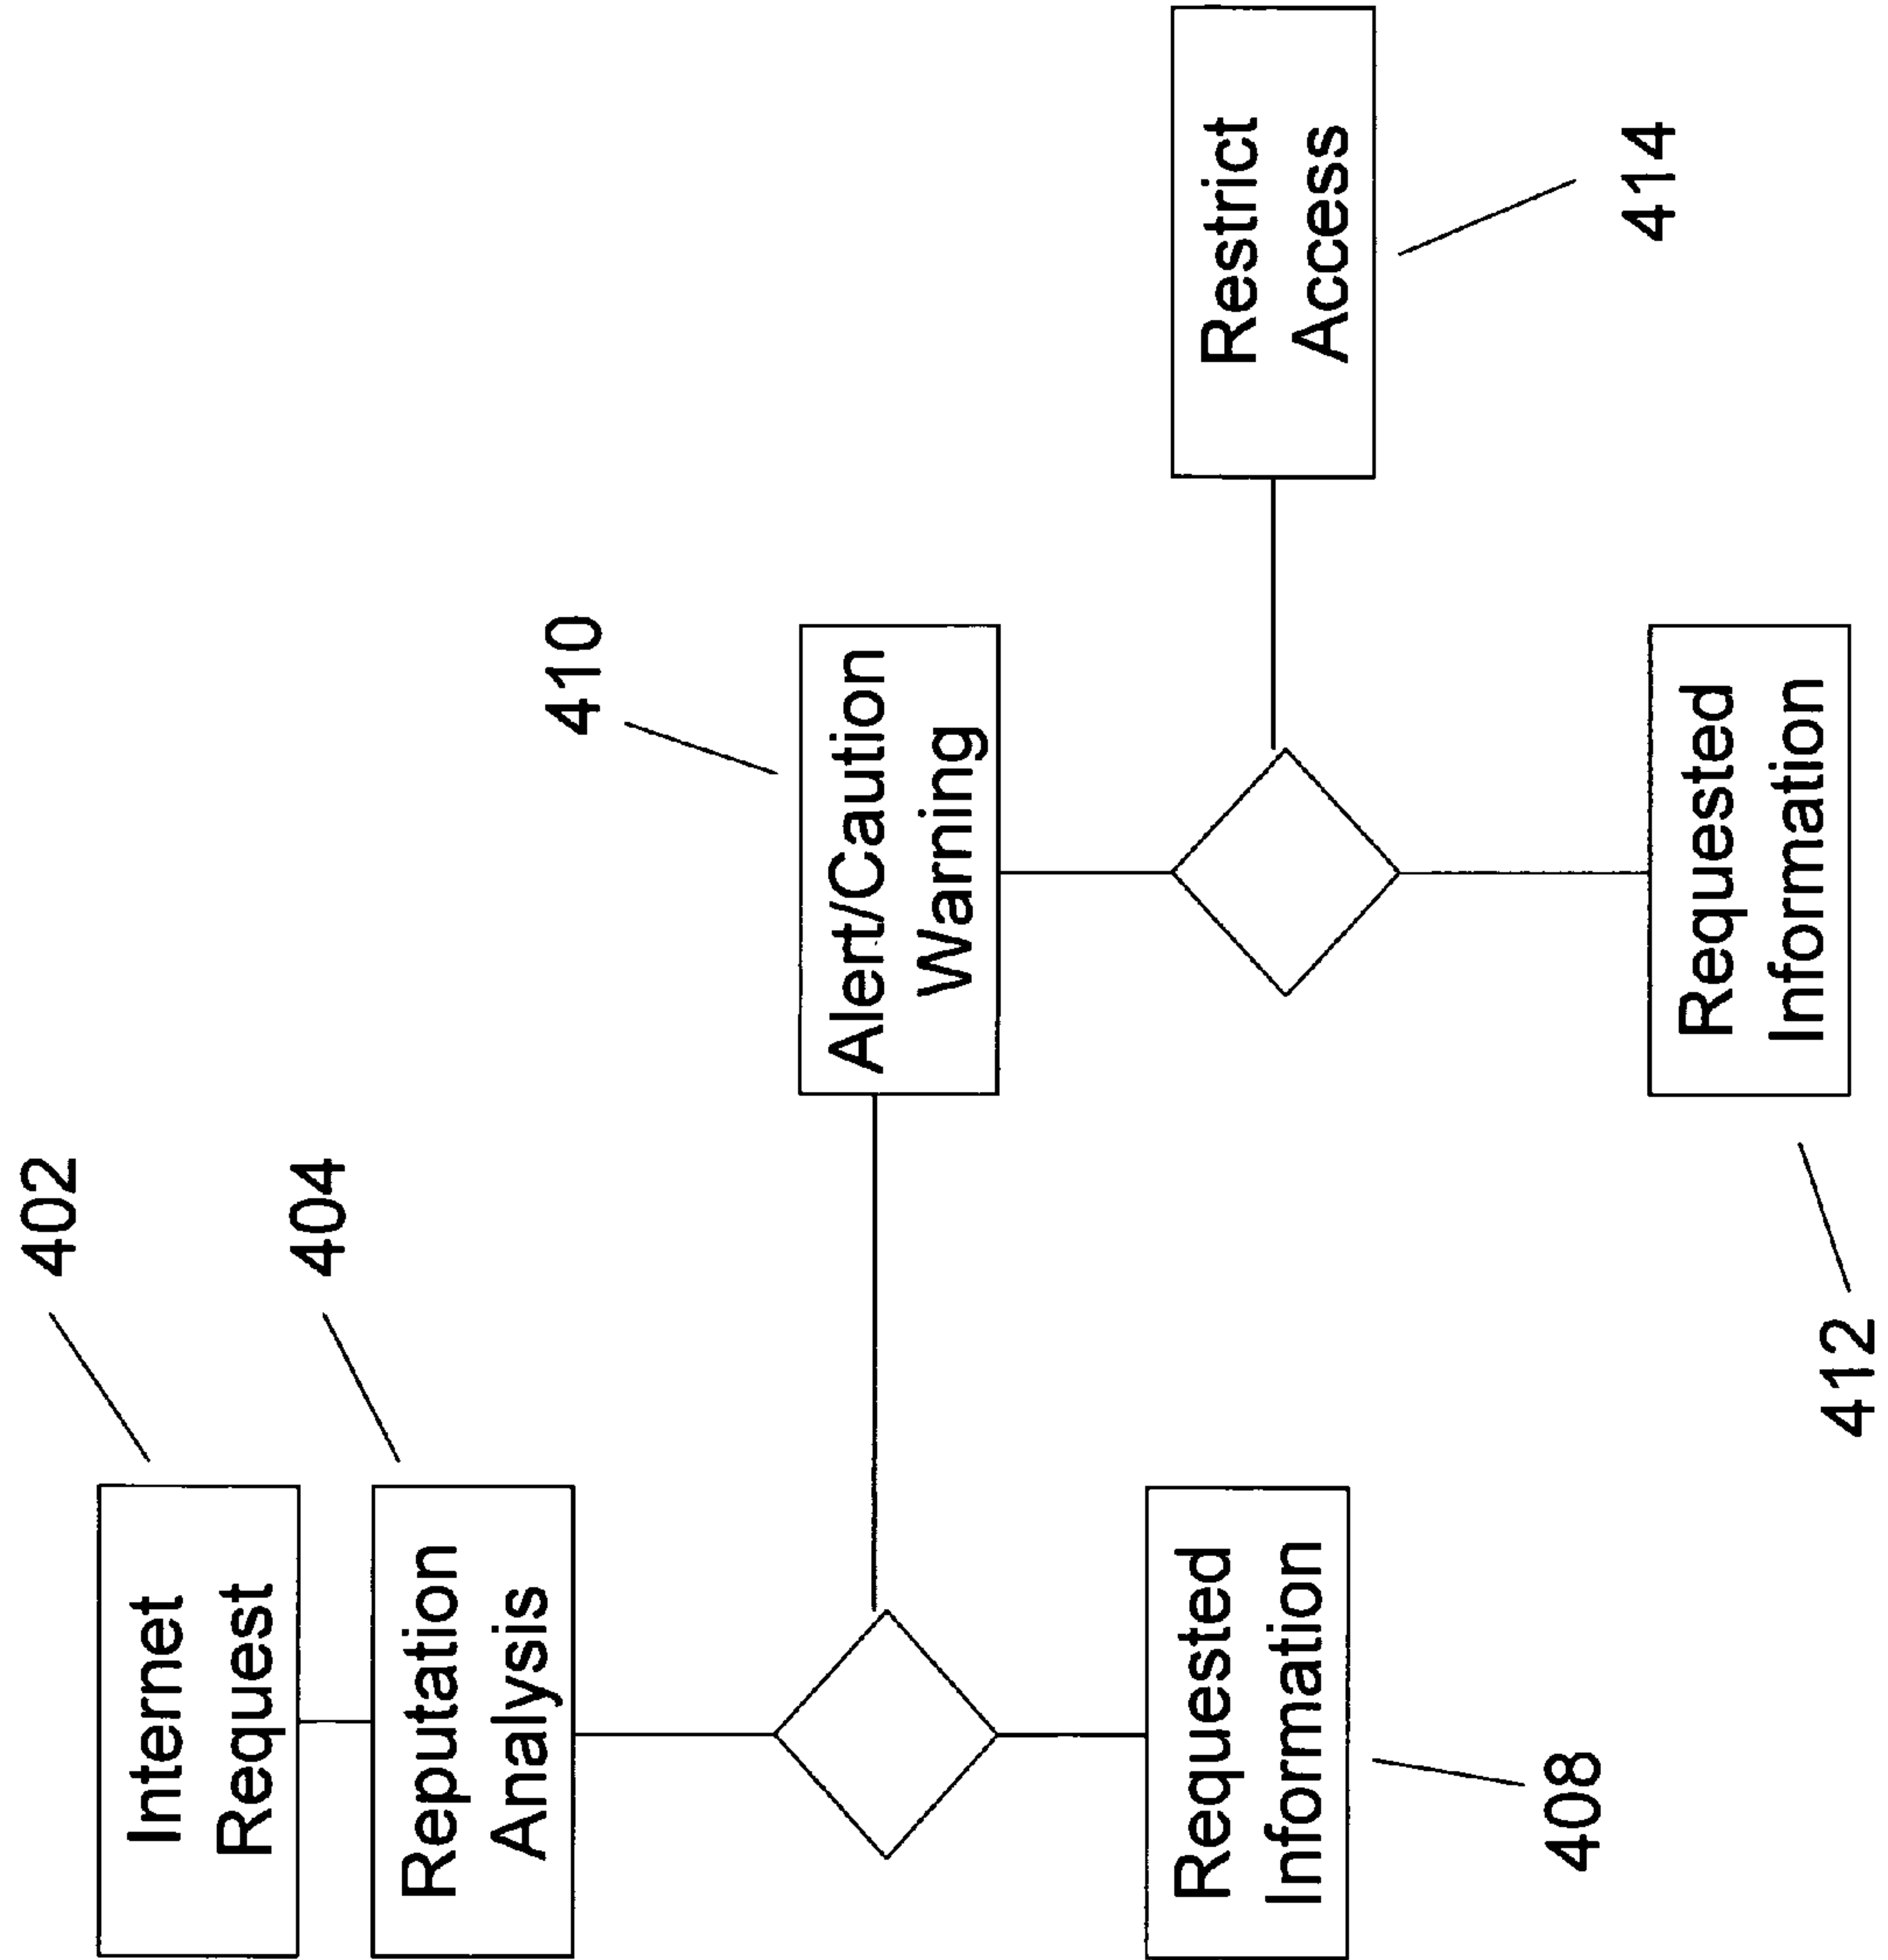 402
Internet
Request
404
Reputation
Analysis
408
Requested
Information
410
Alert/Caution
Warning
412
Requested
Information
414
Restrict
Access